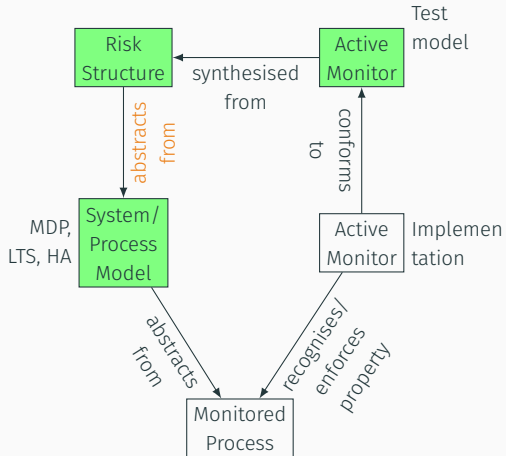 Test
model
Risk
Structure
Active
Monitor
synthesised
from
abstracts
from
conforms
to
MDP,
LTS, HA
System/
Process
Model
Active
Monitor
Implemen
tation
abstracts
from
recognises/
enforces
property
Monitored
Process